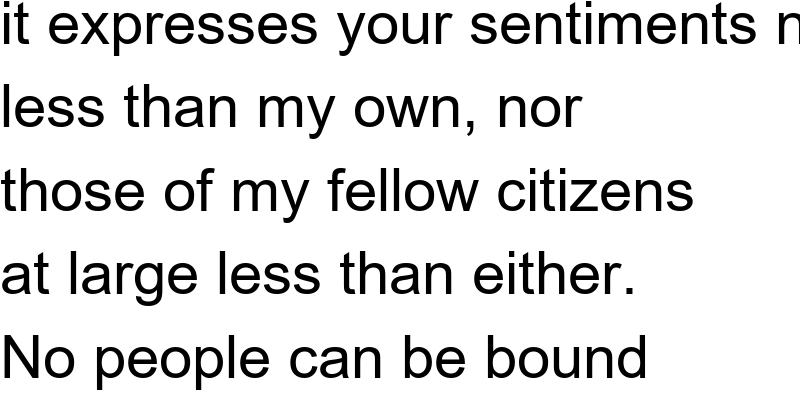 it expresses your sentiments
less than my own, nor
those of my fellow citizens
at large less than either.
No people can be bound